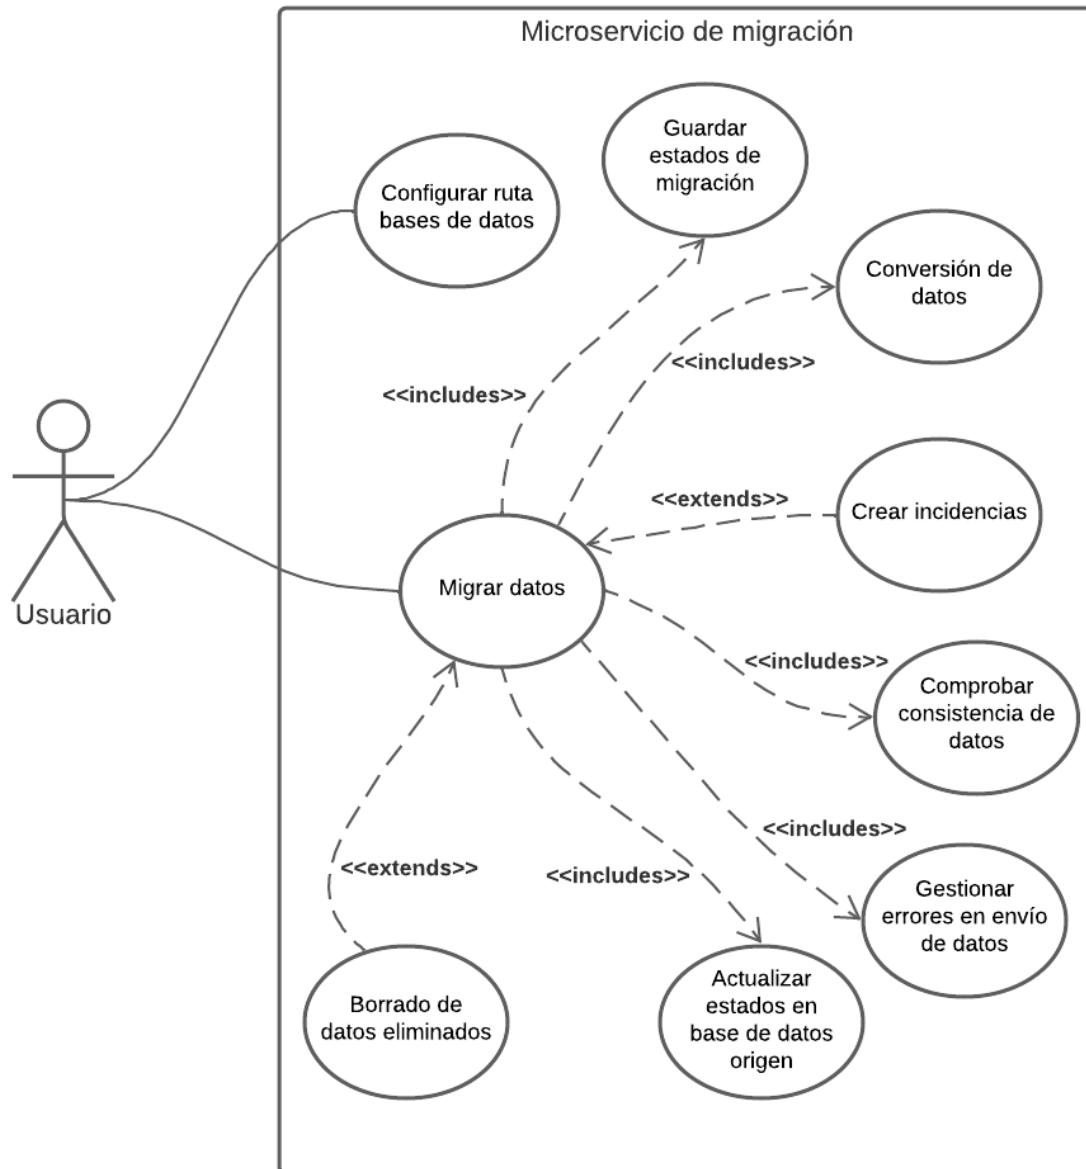 Microservicio de migración
Guardar
estados de
migración
Configurar ruta
bases de datos
Conversión de
datos
<<includes>>
<<includes>>
<<extends>>
Crear incidencias
Migrar datos
Usuario
<<includes>>
Comprobar
consistencia de
datos
<<includes>>
<<extends>>
<<includes>>
Gestionar
errores en envío
de datos
Borrado de
datos eliminados
Actualizar
estados en
base de datos
origen